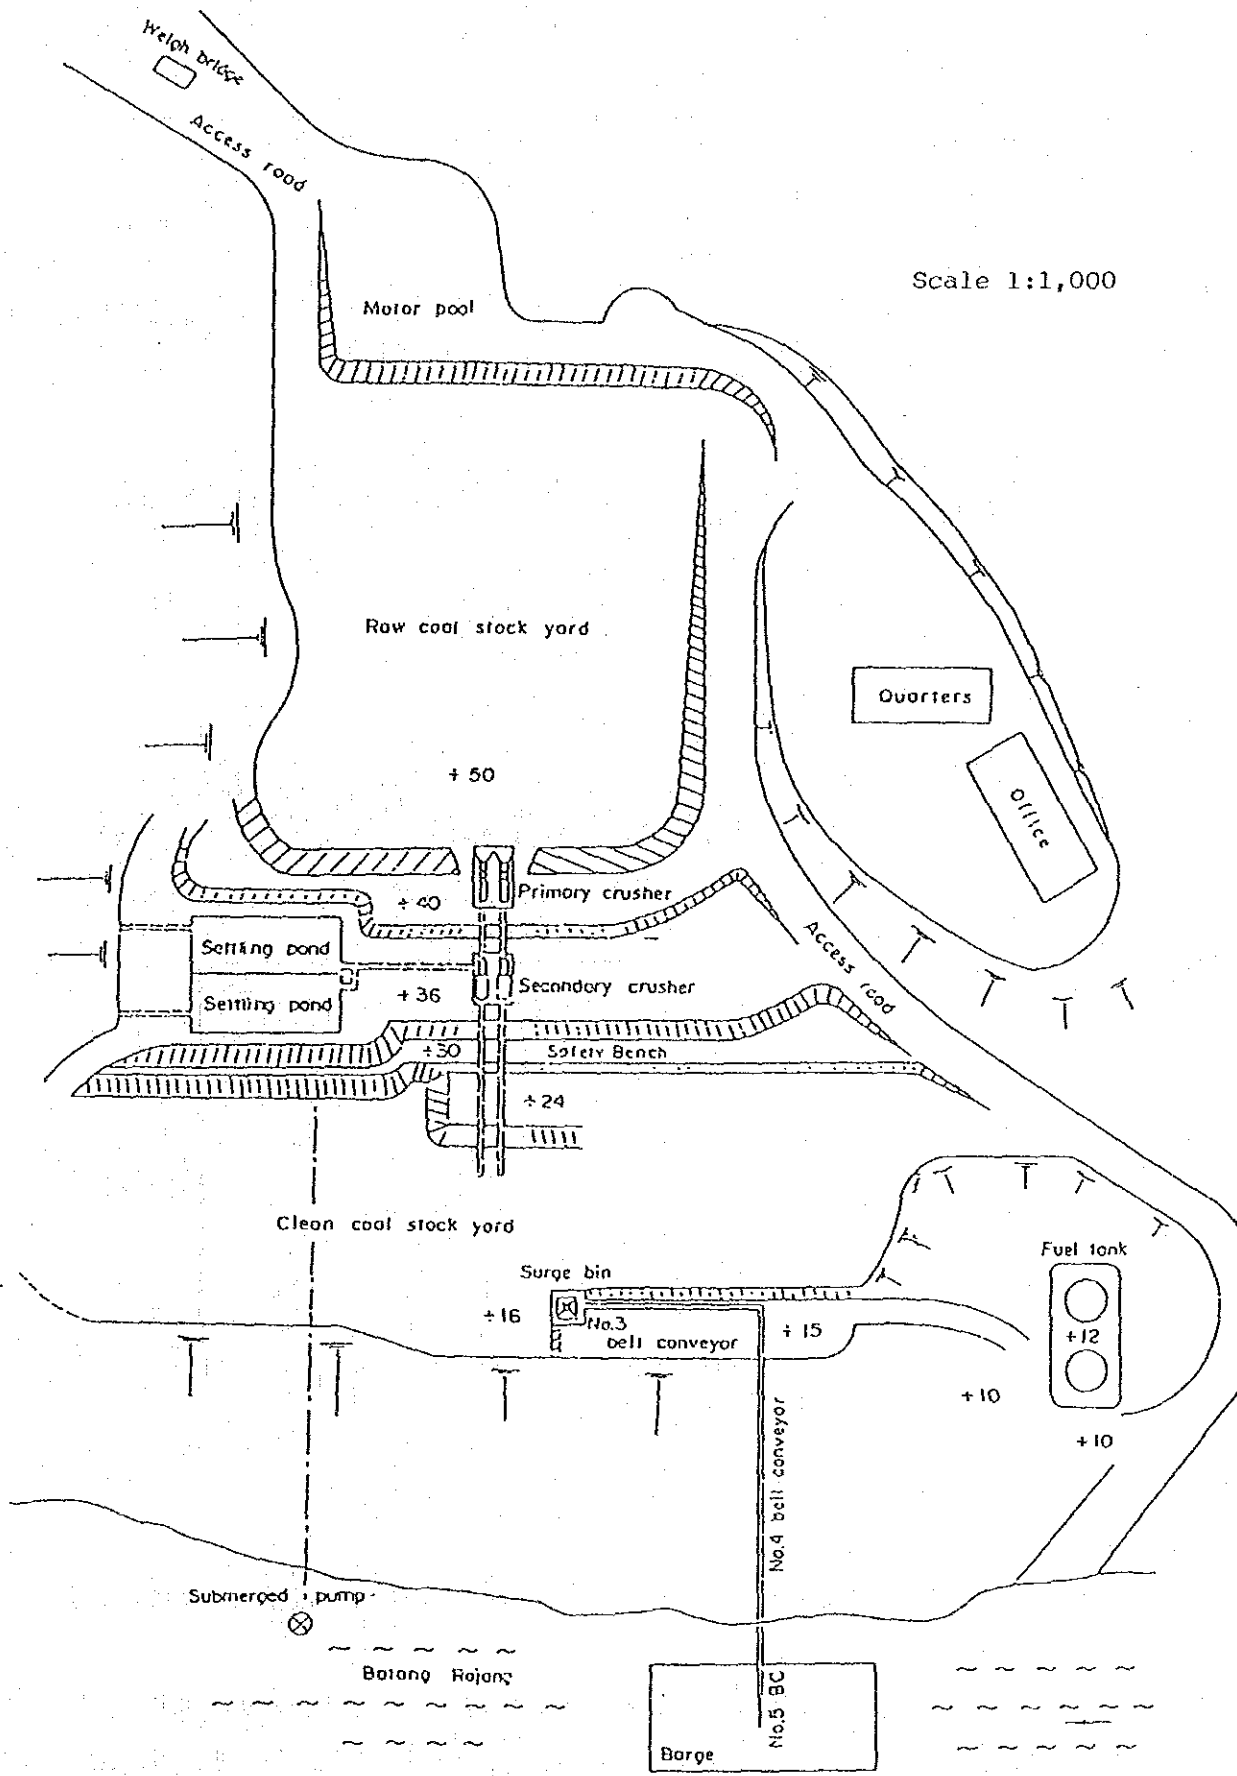 Weigh bridge
Access road
Scale 1:1,000
Motor pool
Raw coal stock yard
Quarters
+50
Office
Primary crusher
+40
Access road
Settling pond
Settling pond
+36
Secondary crusher
+30
Safety Bench
+24
Clean coal stock yard
Fuel tank
Surge bin
+16
No.3
belt conveyor
+15
+12
+10
+10
No.4 belt conveyor
Submerged pump
Batang Rajang
No.5 BC
Barge